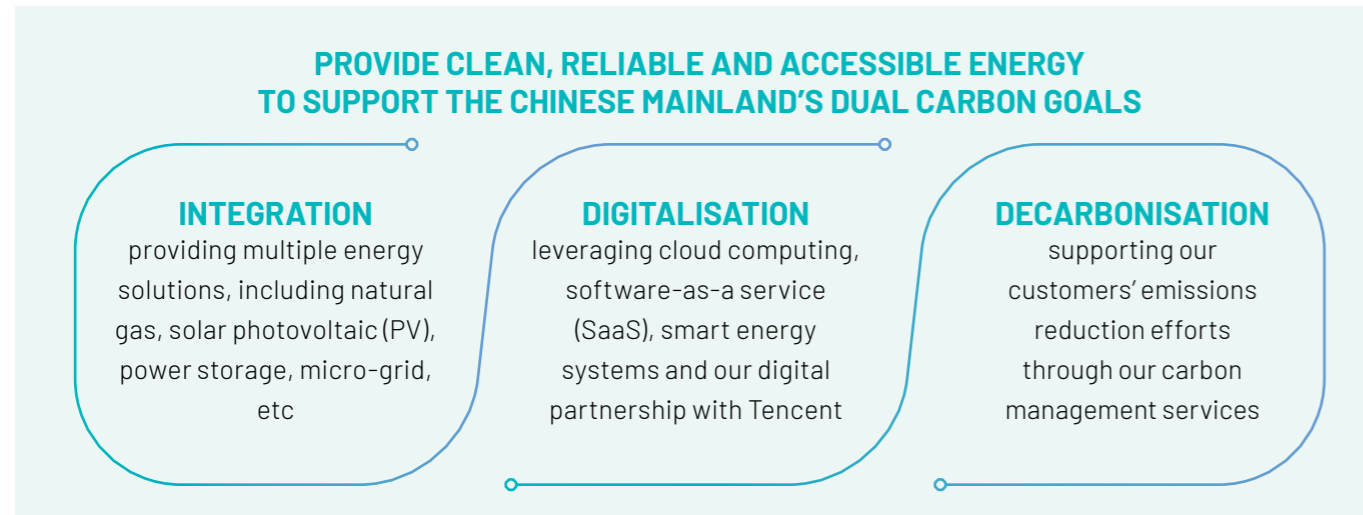 PROVIDE CLEAN, RELIABLE AND ACCESSIBLE ENERGY
TO SUPPORT THE CHINESE MAINLAND'S DUAL CARBON GOALS
INTEGRATION
providing multiple energy
solutions, including natural
gas, solar photovoltaic (PV),
power storage, micro-grid,
etc
DIGITALISATION
leveraging cloud computing,
software-as-a service
(SaaS), smart energy
systems and our digital
partnership with Tencent
DECARBONISATION
supporting our
customers’ emissions
reduction efforts
through our carbon
management services